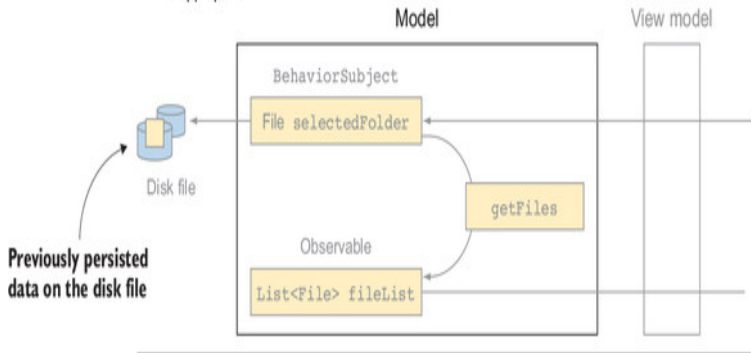 Model
View model
BehaviorSubject
File selectedFolder
Disk file
getFiles
Previously persisted
data on the disk file
Observable
List<File> fileList